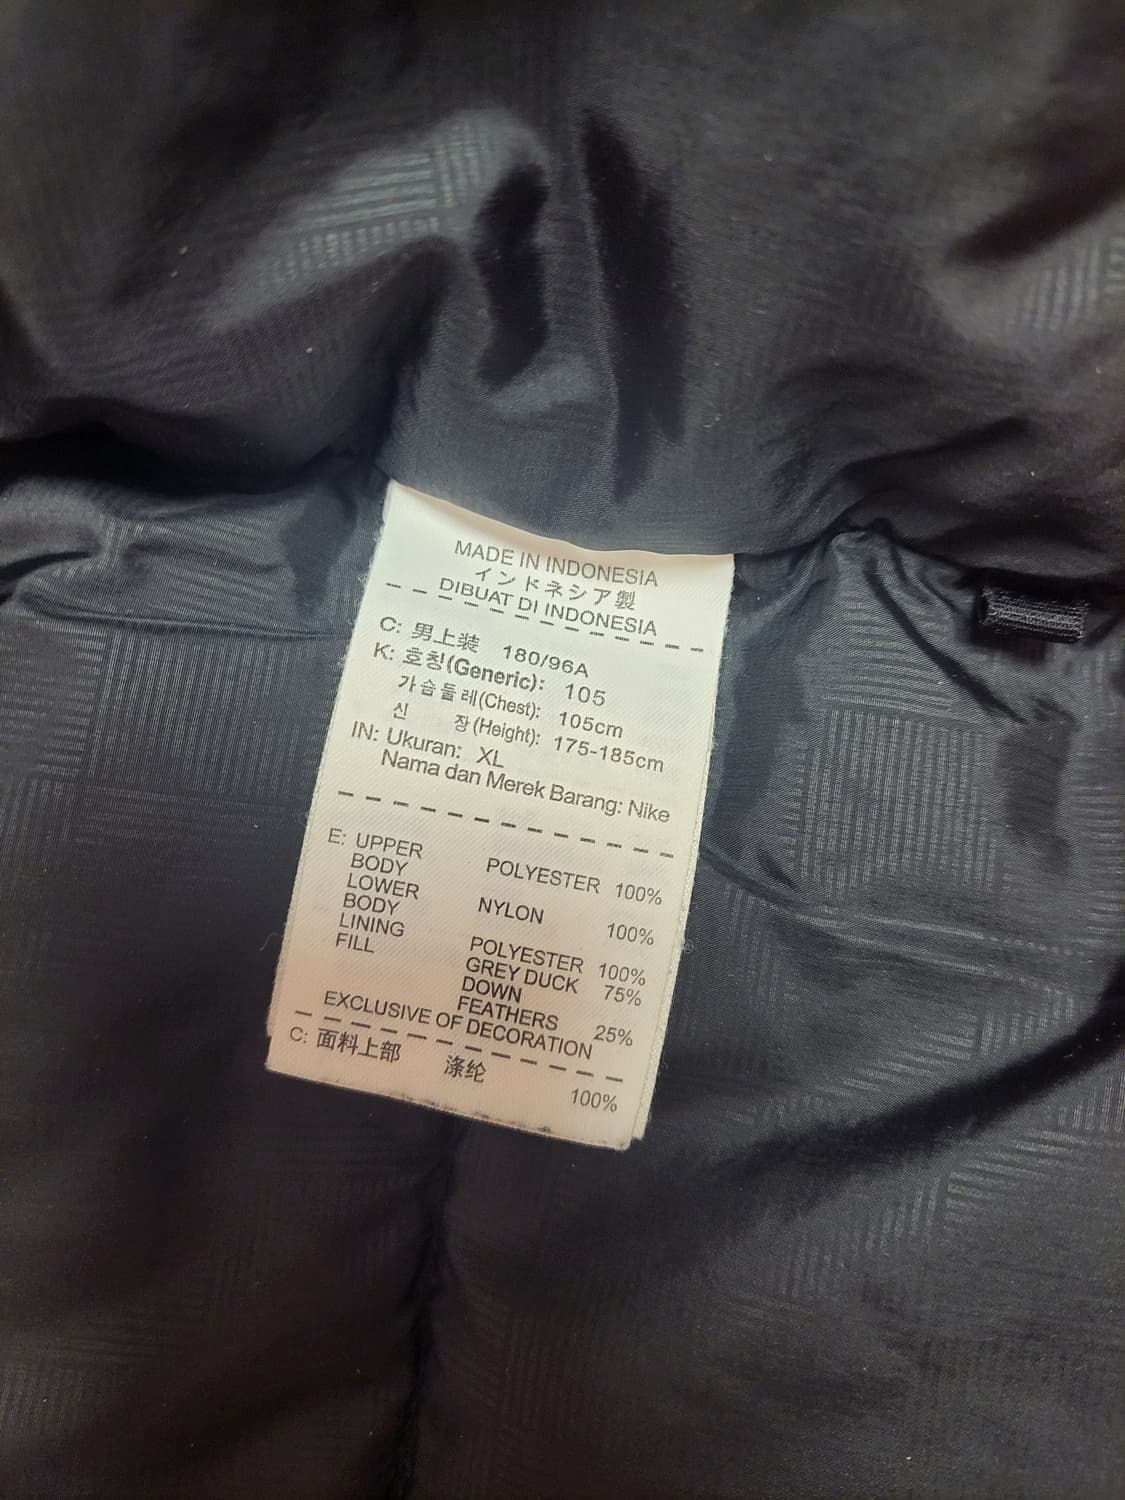 MADE IN INDONESIA
インドネシア製
DIBUAT DI INDONESIA
C: 男上装 180/96A
K: 호칭(Generic): 105
가슴둘레(Chest): 105cm
신 장(Height): 175-185cm
IN: Ukuran: XL
Nama dan Merek Barang: Nike
E: UPPER BODY POLYESTER 100%
LOWER BODY NYLON 100%
LINING POLYESTER 100%
FILL GREY DUCK DOWN 75%
FEATHERS 25%
EXCLUSIVE OF DECORATION
C: 面料上部 涤纶 100%